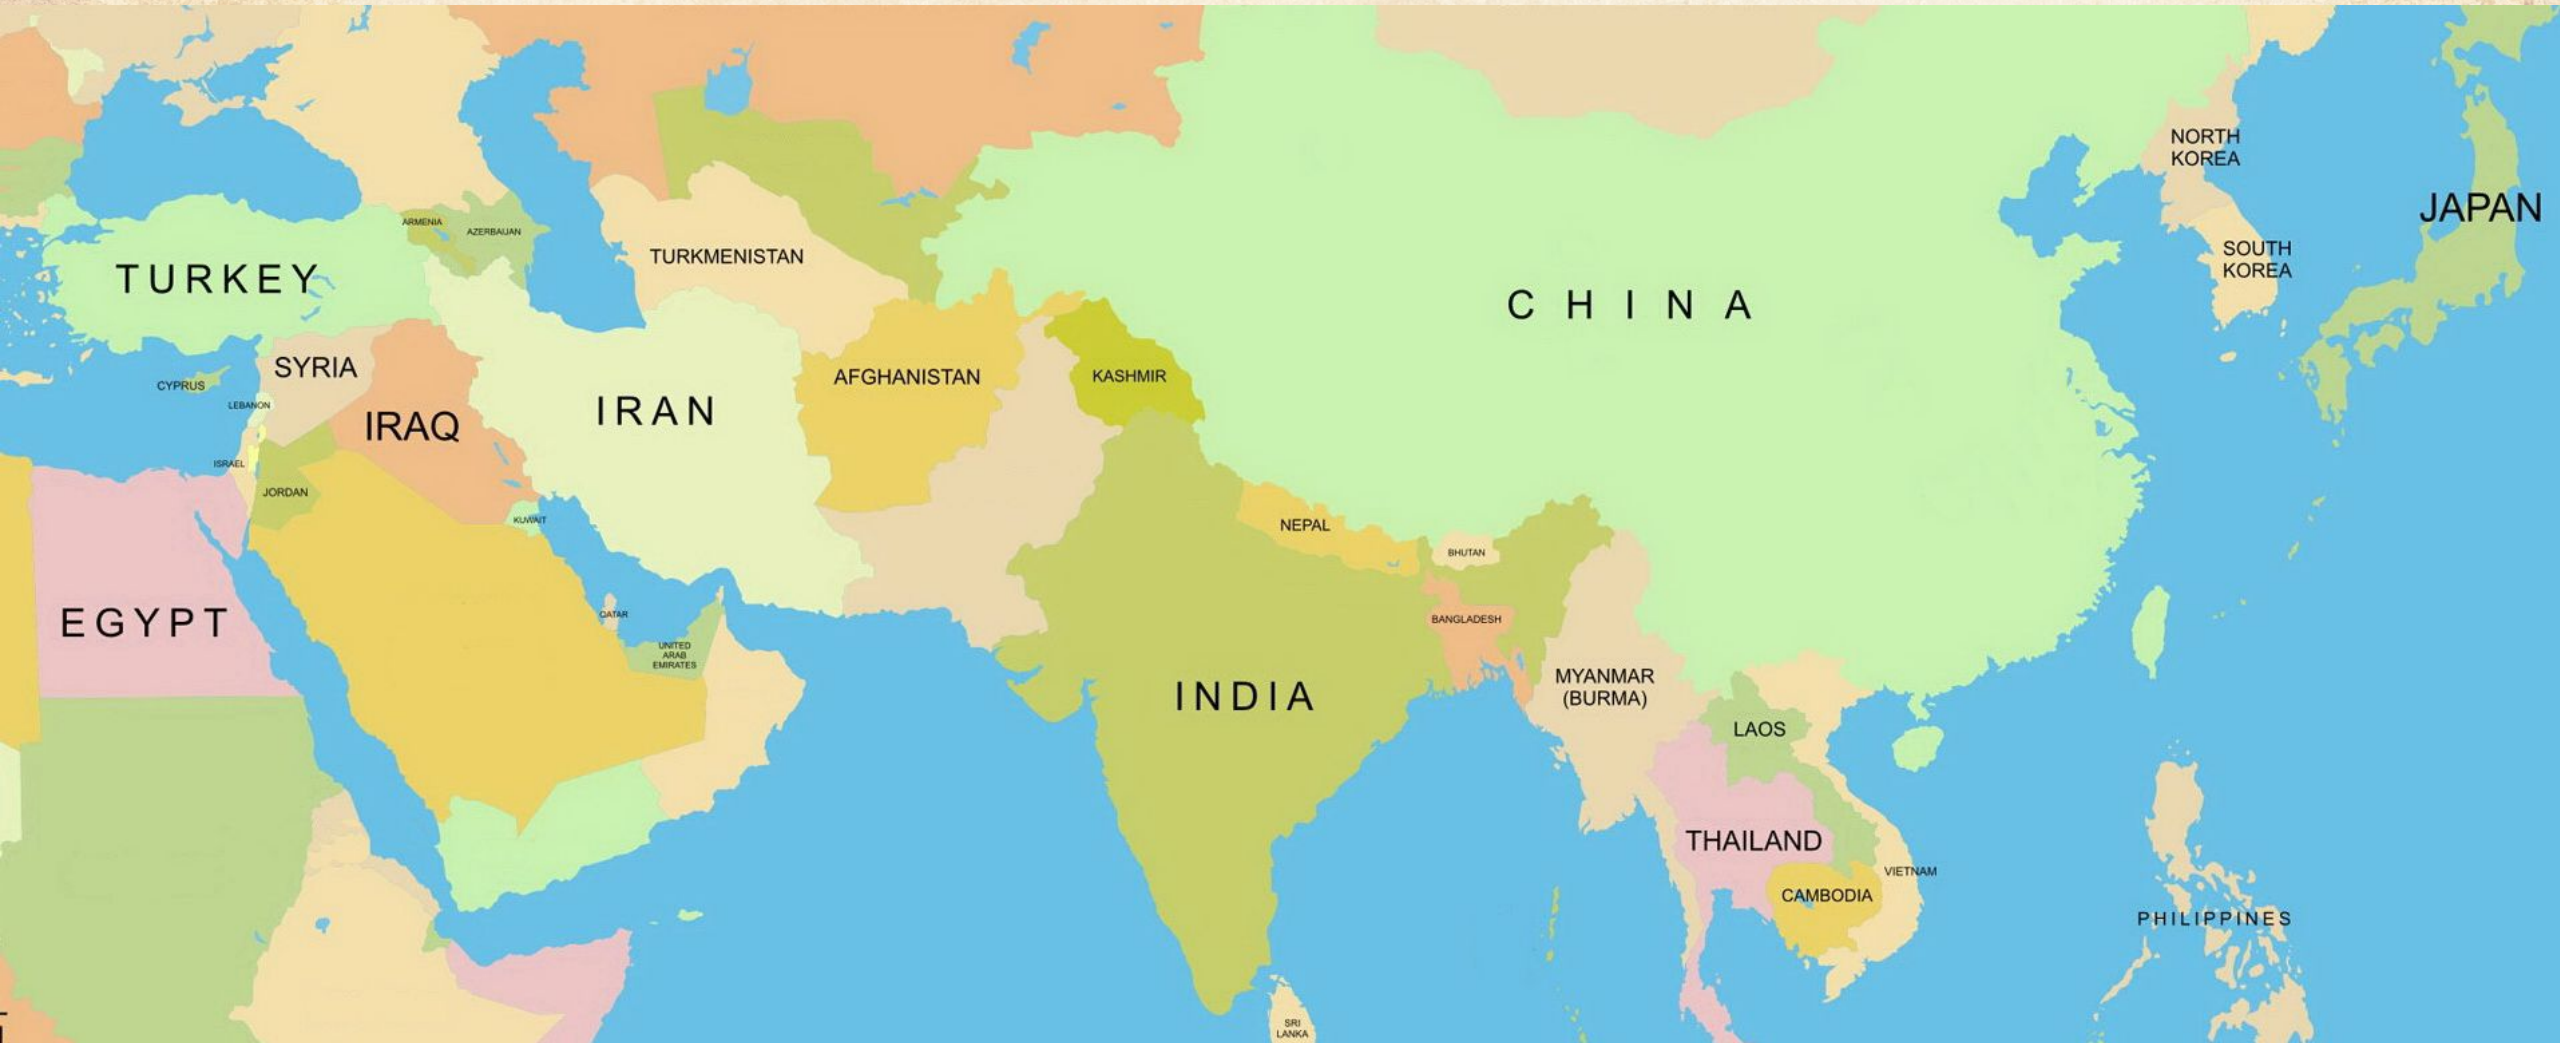 NORTH
KOREA
JAPAN
ARMENIA
AZERBAIJAN
TURKMENISTAN
SOUTH
KOREA
TURKEY
CHINA
SYRIA
AFGHANISTAN
KASHMIR
CYPRUS
LEBANON
IRAN
IRAQ
ISRAEL
JORDAN
KUWAIT
NEPAL
BHUTAN
QATAR
EGYPT
BANGLADESH
UNITED
ARAB
EMIRATES
MYANMAR
(BURMA)
INDIA
LAOS
THAILAND
VIETNAM
CAMBODIA
PHILIPPINES
SRI
LANKA